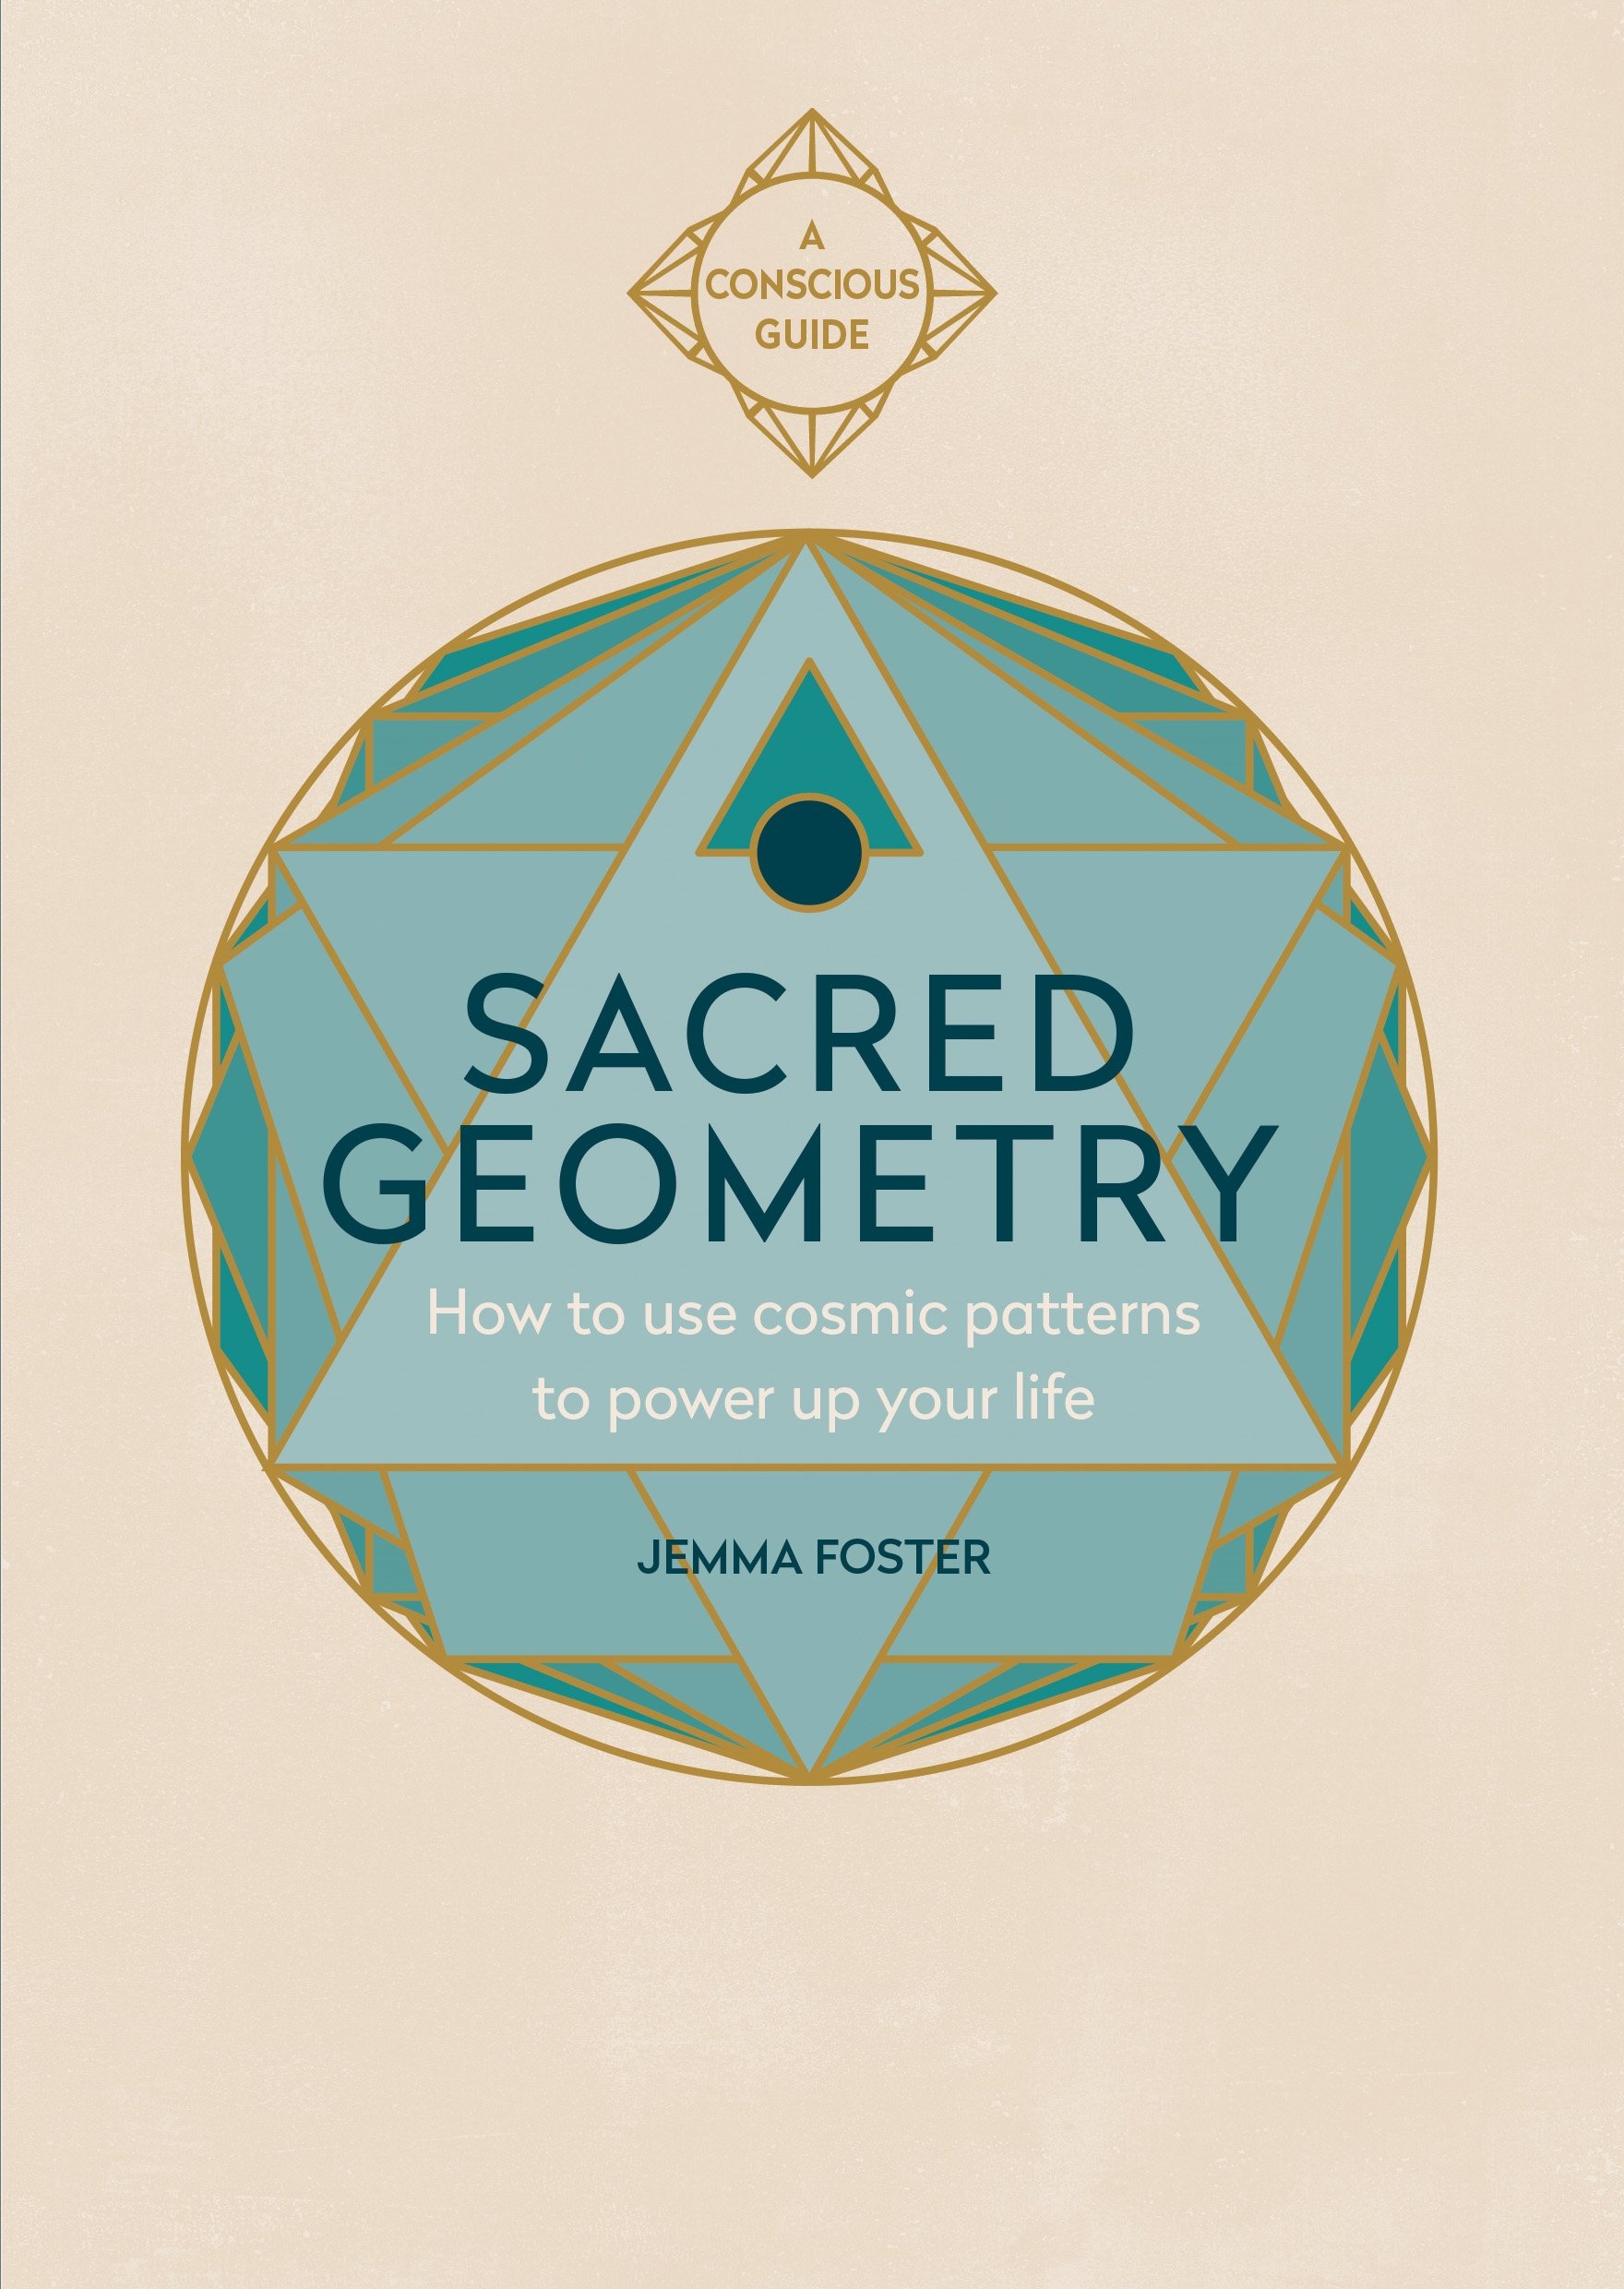 A
CONSCIOUS
GUIDE
SACRED
GEOMETRY
How to use cosmic patterns
to power up your life
JEMMA FOSTER